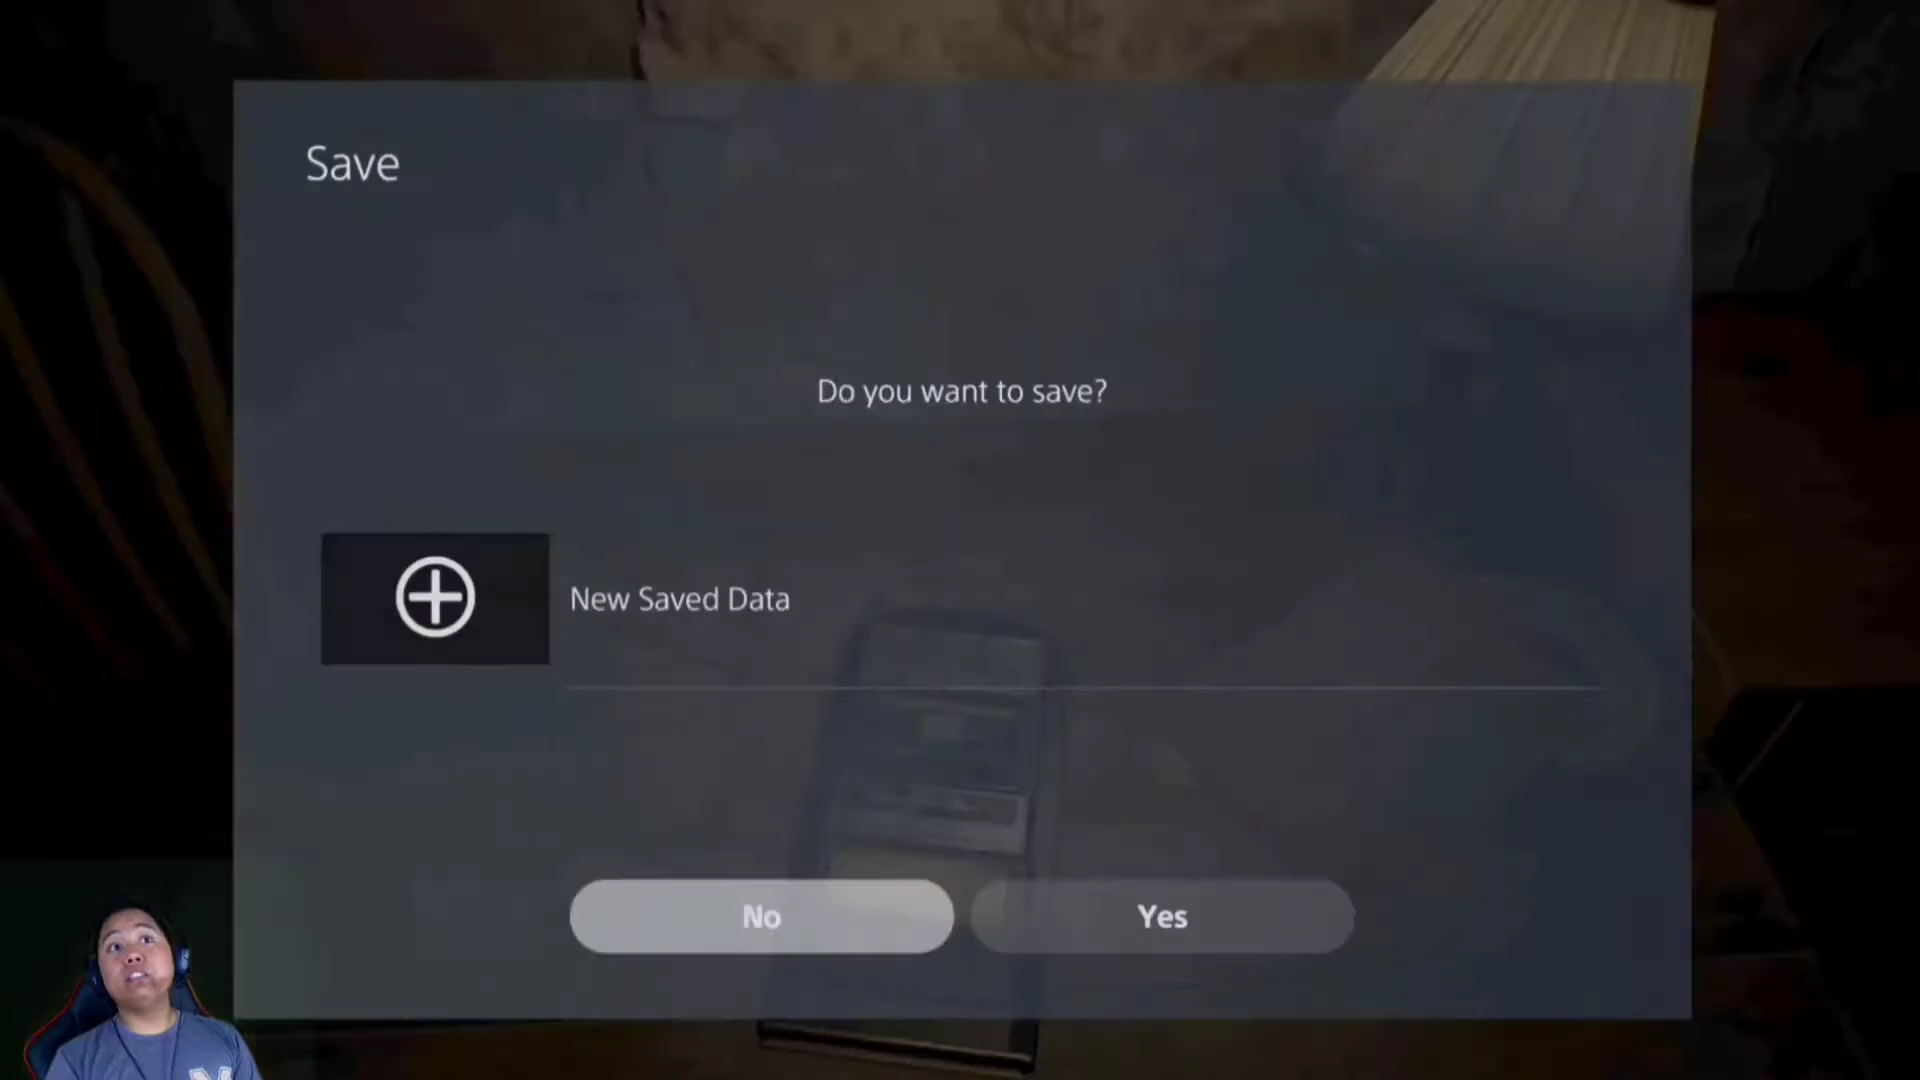 Save
Do you want to save?
New Saved Data
No
Yes